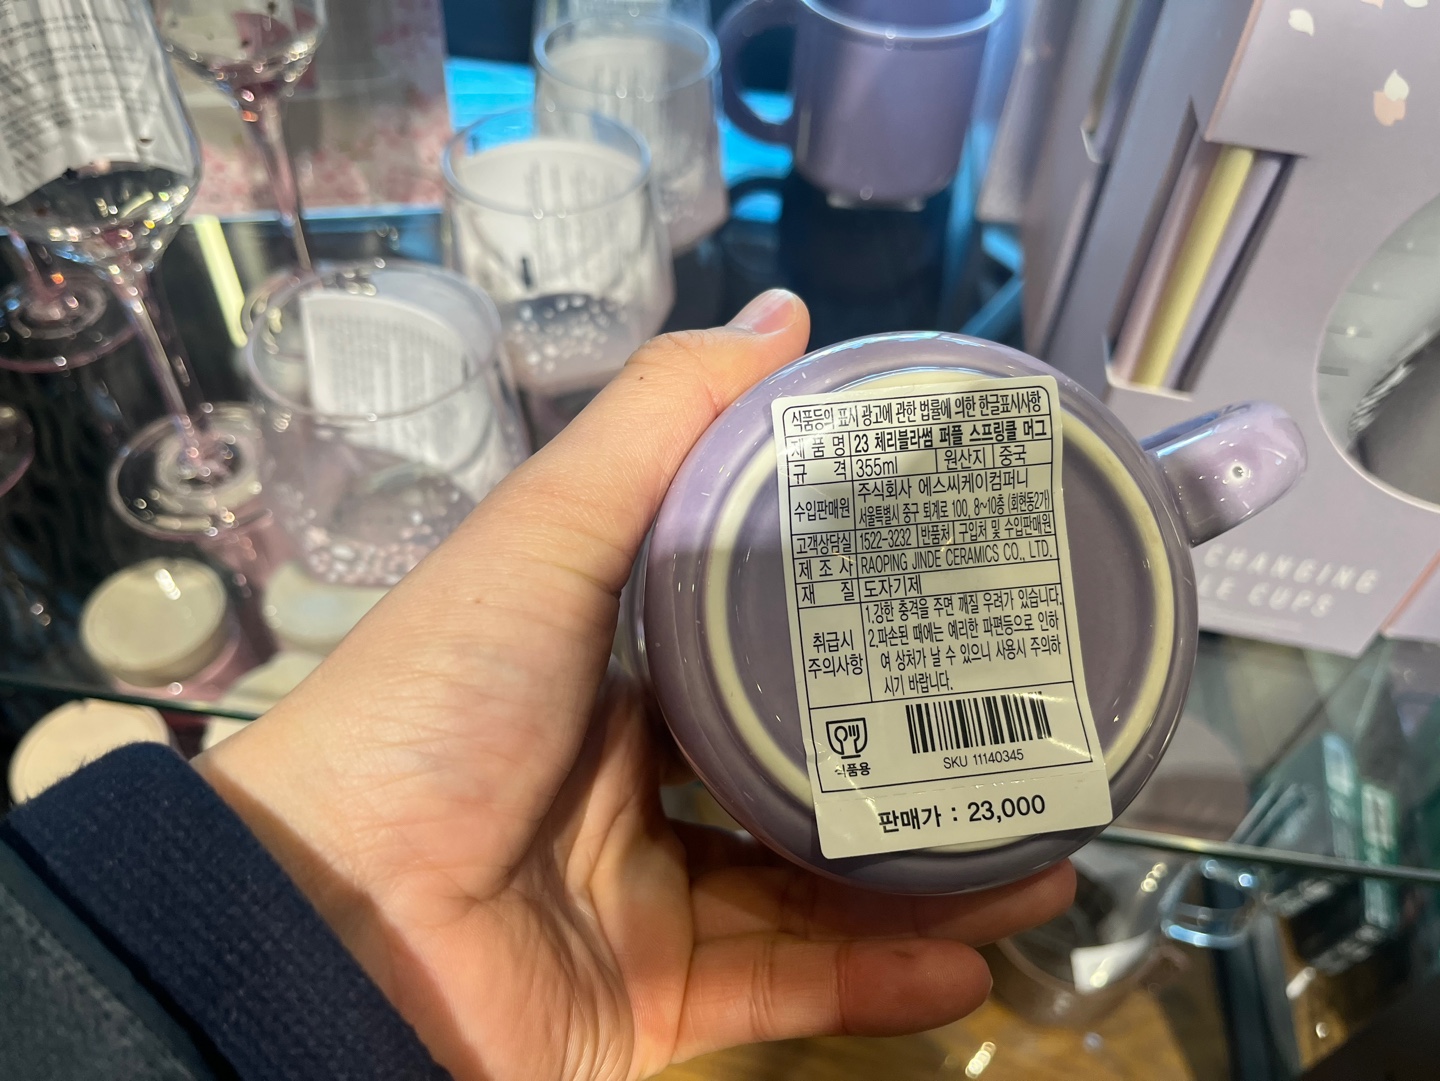 식품등의 표시 광고에 관한 법률에 의한 한글표시사항
제 품 명 23 체리블라썸 퍼플 스프링클 머그
규 격 355ml 원산지 중국
수입판매원 주식회사 에스씨케이컴퍼니
서울특별시 중구 퇴계로 100, 8~10층 (회현동2가)
고객상담실 1522-3232 반품처 구입처 및 수입판매원
제 조 사 RAOPING JINDE CERAMICS CO., LTD.
재 질 도자기제
취급시 주의사항
1.강한 충격을 주면 깨질 우려가 있습니다.
2.파손된 때에는 예리한 파편등으로 인하
여 상처가 날 수 있으니 사용시 주의하
시기 바랍니다.
식품용
SKU 11140345
판매가 : 23,000
CHANGING
CUPS